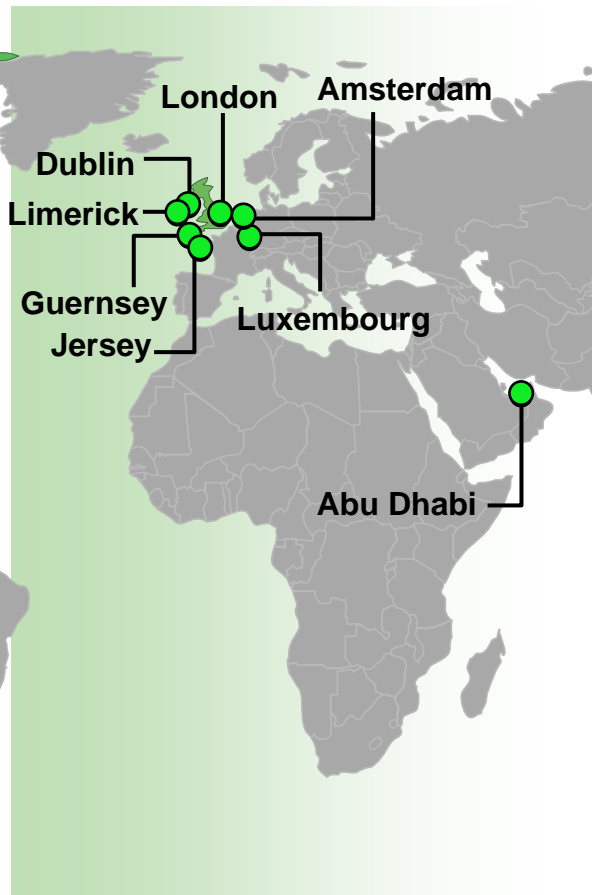 London
Amsterdam
Dublin
Limerick
Guernsey
Luxembourg
Jersey
Abu Dhabi